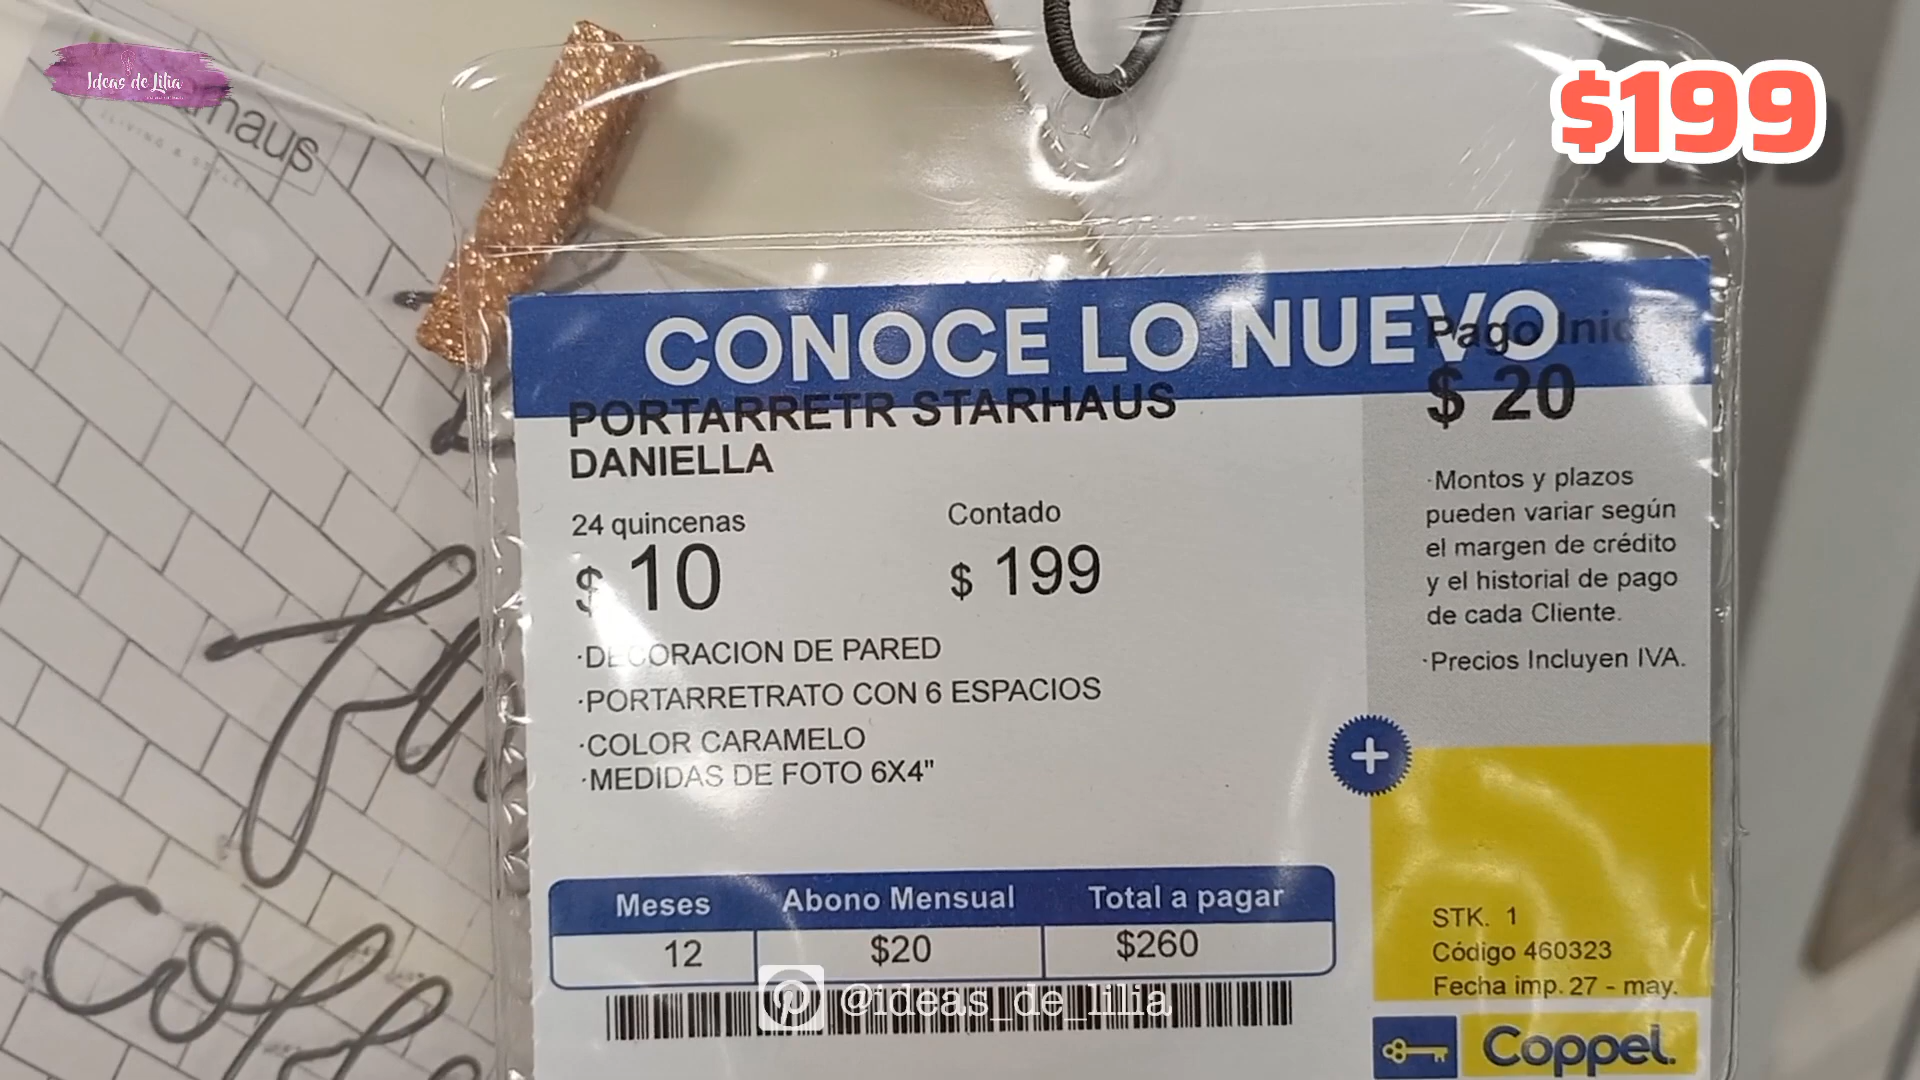 Ideas de Lilia
$199
CONOCE LO NUEVO
PORTARRETR STARHAUS
DANIELLA
24 quincenas
$ 10
Contado
$ 199
·DECORACION DE PARED
·PORTARRETRATO CON 6 ESPACIOS
·COLOR CARAMELO
·MEDIDAS DE FOTO 6X4"
Pago
$ 20
·Montos y plazos
pueden variar según
el margen de crédito
y el historial de pago
de cada Cliente.
·Precios Incluyen IVA.
Meses Abono Mensual Total a pagar
12 $20 $260
@ideas_de_lilia
STK. 1
Código 460323
Fecha imp. 27 - may.
Coppel.